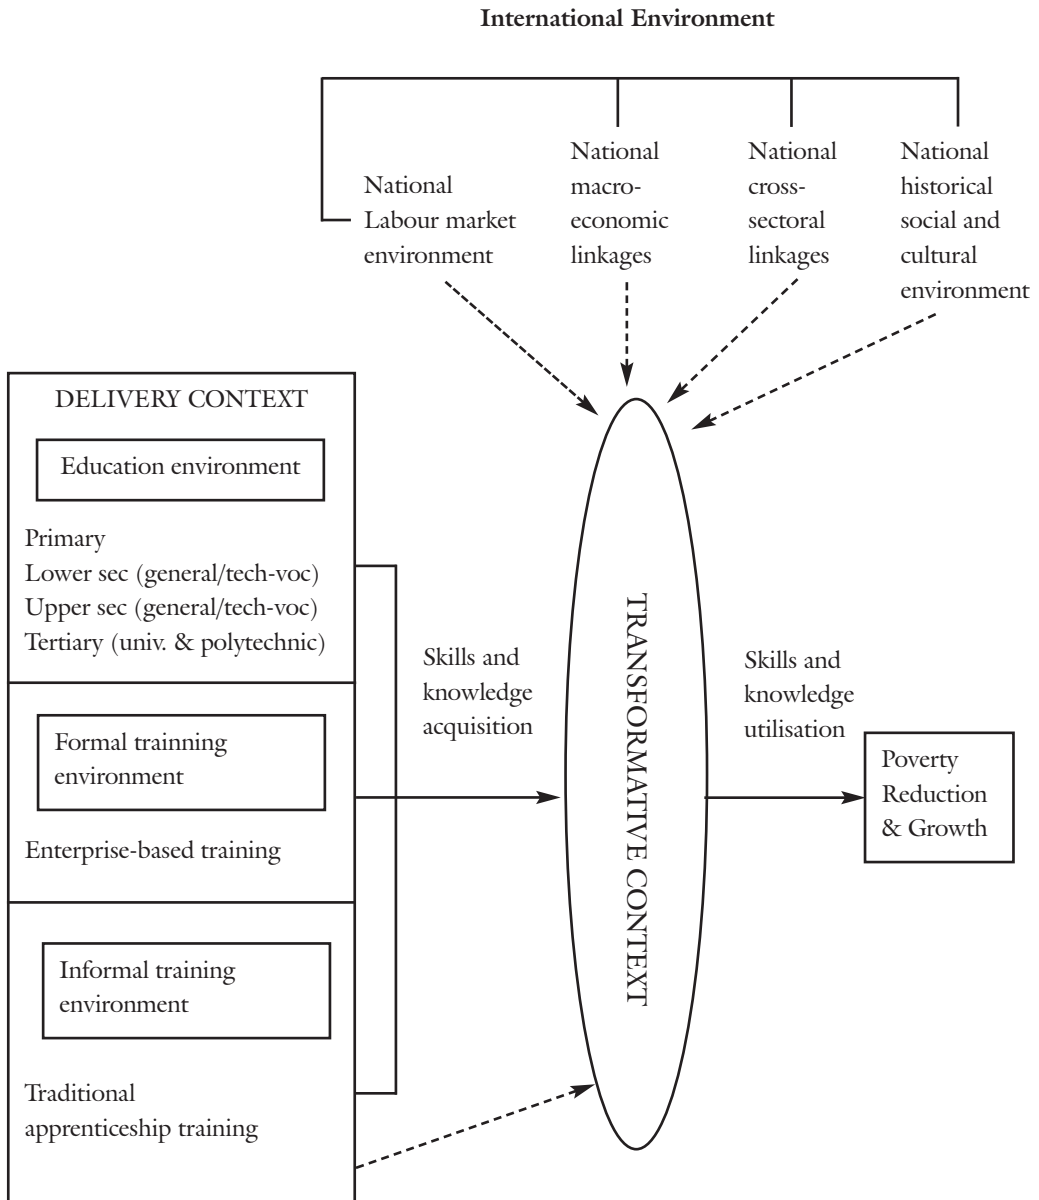 International Environment
National
Labour market
environment
National
macro-
economic
linkages
National
cross-
sectoral
linkages
National
historical
social and
cultural
environment
DELIVERY CONTEXT
Education environment
Primary
Lower sec (general/tech-voc)
Upper sec (general/tech-voc)
Tertiary (univ. & polytechnic)
Formal trainning
environment
Enterprise-based training
Informal training
environment
Traditional
apprenticeship training
Skills and
knowledge
acquisition
TRANSFORMATIVE CONTEXT
Skills and
knowledge
utilisation
Poverty
Reduction
& Growth